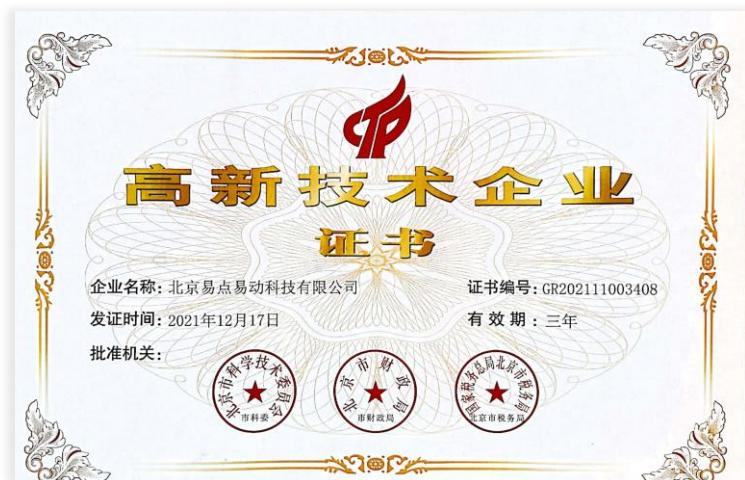 高新技术企业
证书
企业名称：北京易点易动科技有限公司
证书编号：GR202111003408
发证时间：2021年12月17日
有效期：三年
批准机关：
北京市科学技术委员会
市科委
北京市财政局
市财政局
国家税务总局北京市税务局
北京市税务局